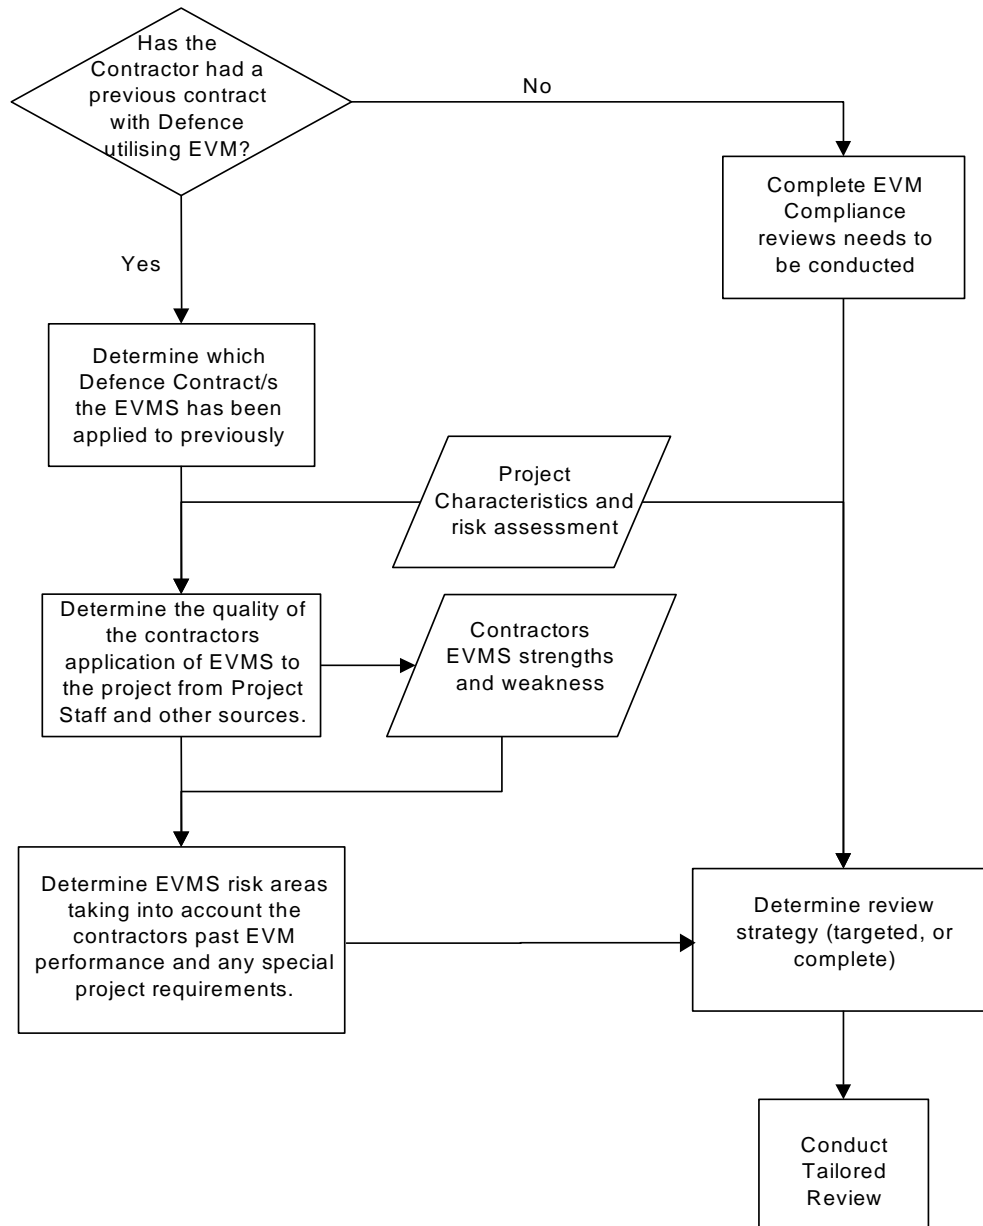 Has the
Contractor had a
previous contract
with Defence
utilising EVM?
No
Complete EVM
Compliance
reviews needs to
be conducted
Yes
Determine which
Defence Contract/s
the EVMS has been
applied to previously
Project
Characteristics and
risk assessment
Determine the quality of
the contractors
application of EVMS to
the project from Project
Staff and other sources.
Contractors
EVMS strengths
and weakness
Determine EVMS risk areas
taking into account the
contractors past EVM
performance and any special
project requirements.
Determine review
strategy (targeted, or
complete)
Conduct
Tailored
Review